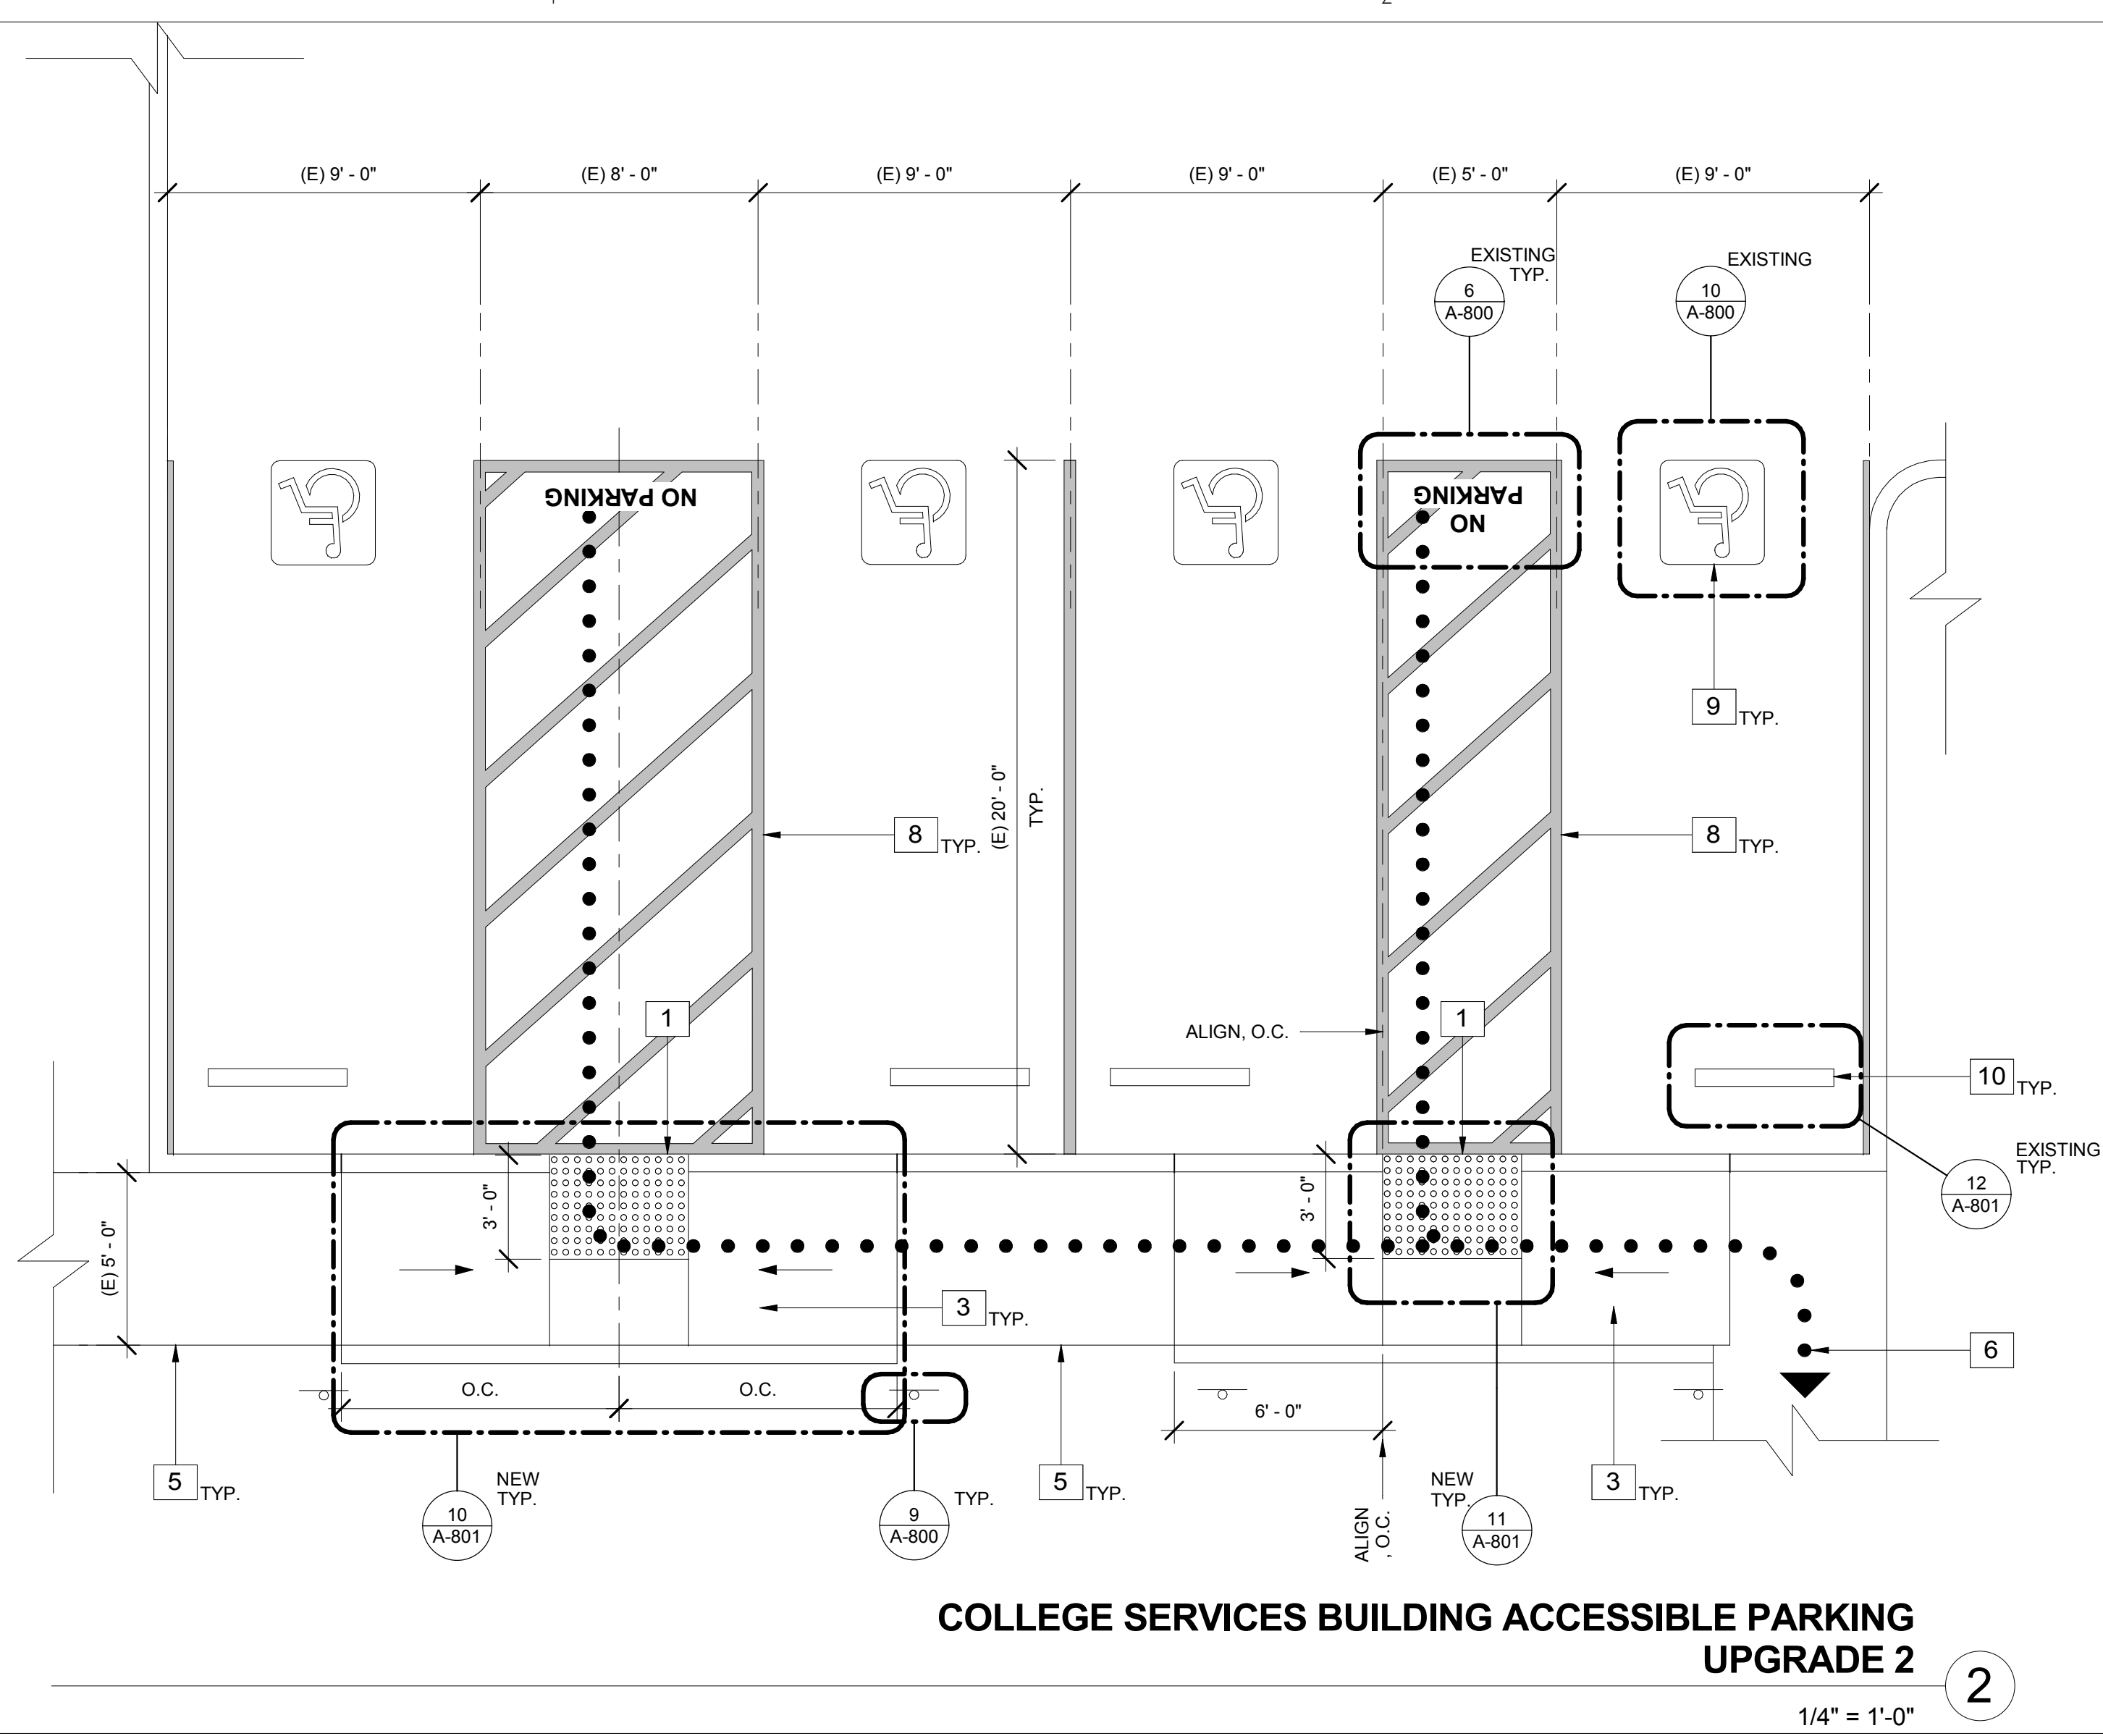 (E) 9' - 0"
(E) 8' - 0"
(E) 9' - 0"
(E) 9' - 0"
(E) 5' - 0"
(E) 9' - 0"
EXISTING
TYP.
6
A-800
EXISTING
10
A-800
NO PARKING
NO
PARKING
9
TYP.
(E) 20' - 0"
TYP.
8
TYP.
8
TYP.
1
1
ALIGN, O.C.
10
TYP.
EXISTING
TYP.
12
A-801
(E) 5' - 0"
3' - 0"
3' - 0"
3
TYP.
6
O.C.
O.C.
6' - 0"
5
TYP.
NEW
TYP.
10
A-801
TYP.
9
A-800
5
TYP.
ALIGN
, O.C.
NEW
TYP.
11
A-801
3
TYP.
COLLEGE SERVICES BUILDING ACCESSIBLE PARKING
UPGRADE 2
2
1/4" = 1'-0"